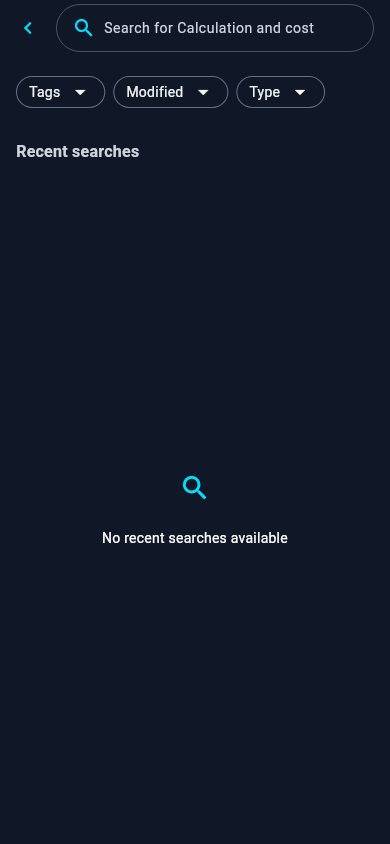 Search for Calculation and cost
Tags Modified Type
Recent searches
No recent searches available